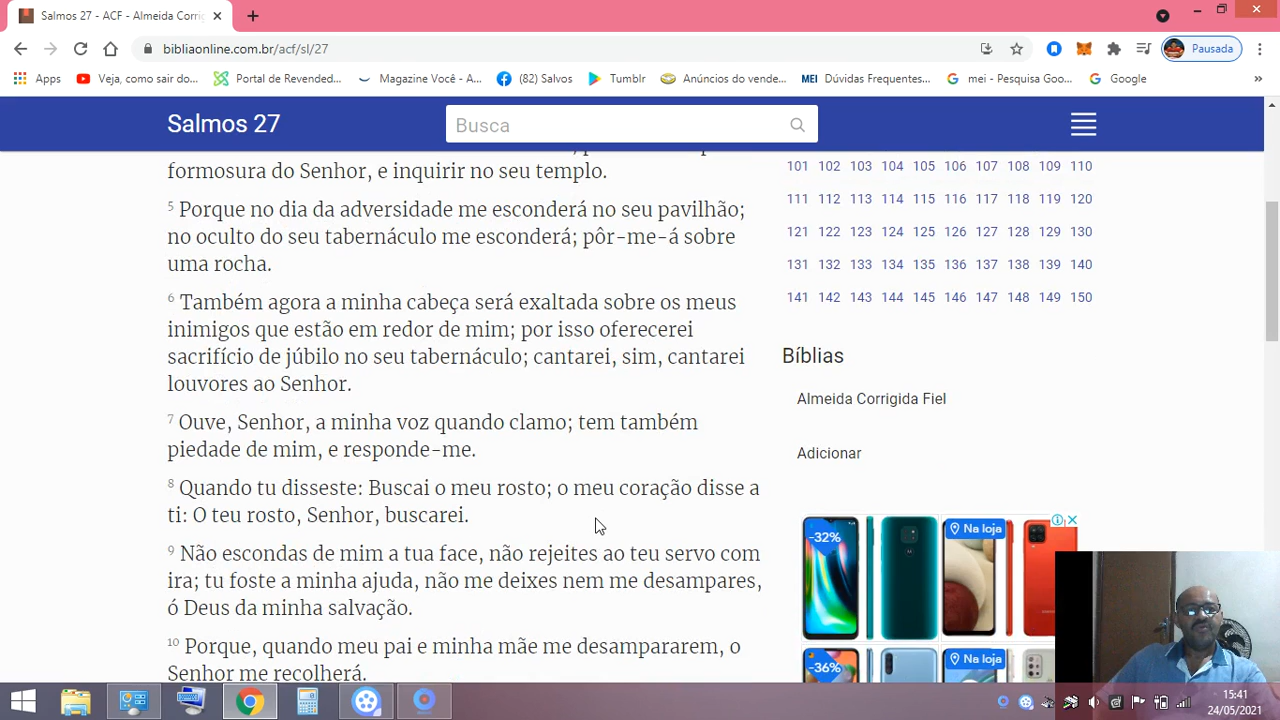 Salmos 27 - ACF - Almeida Corrig
bibliaonline.com.br/acf/sl/27
Pausada
Apps
Veja, como sair do...
Portal de Revended...
Magazine Você - A...
(82) Salvos
Tumblr
Anúncios do vende...
MEI Dúvidas Frequentes...
mei - Pesquisa Goo...
Google
»
Salmos 27
Busca
formosura do Senhor, e inquirir no seu templo.
5 Porque no dia da adversidade me esconderá no seu pavilhão;
no oculto do seu tabernáculo me esconderá; pôr-me-á sobre
uma rocha.
6 Também agora a minha cabeça será exaltada sobre os meus
inimigos que estão em redor de mim; por isso oferecerei
sacrifício de júbilo no seu tabernáculo; cantarei, sim, cantarei
louvores ao Senhor.
7 Ouve, Senhor, a minha voz quando clamo; tem também
piedade de mim, e responde-me.
8 Quando tu disseste: Buscai o meu rosto; o meu coração disse a
ti: O teu rosto, Senhor, buscarei.
9 Não escondas de mim a tua face, não rejeites ao teu servo com
ira; tu foste a minha ajuda, não me deixes nem me desampares,
ó Deus da minha salvação.
10 Porque, quando meu pai e minha mãe me desampararem, o
Senhor me recolherá.
101 102 103 104 105 106 107 108 109 110
111 112 113 114 115 116 117 118 119 120
121 122 123 124 125 126 127 128 129 130
131 132 133 134 135 136 137 138 139 140
141 142 143 144 145 146 147 148 149 150
Bíblias
Almeida Corrigida Fiel
Adicionar
-32%
Na loja
-36%
Na loja
15:41
24/05/2021